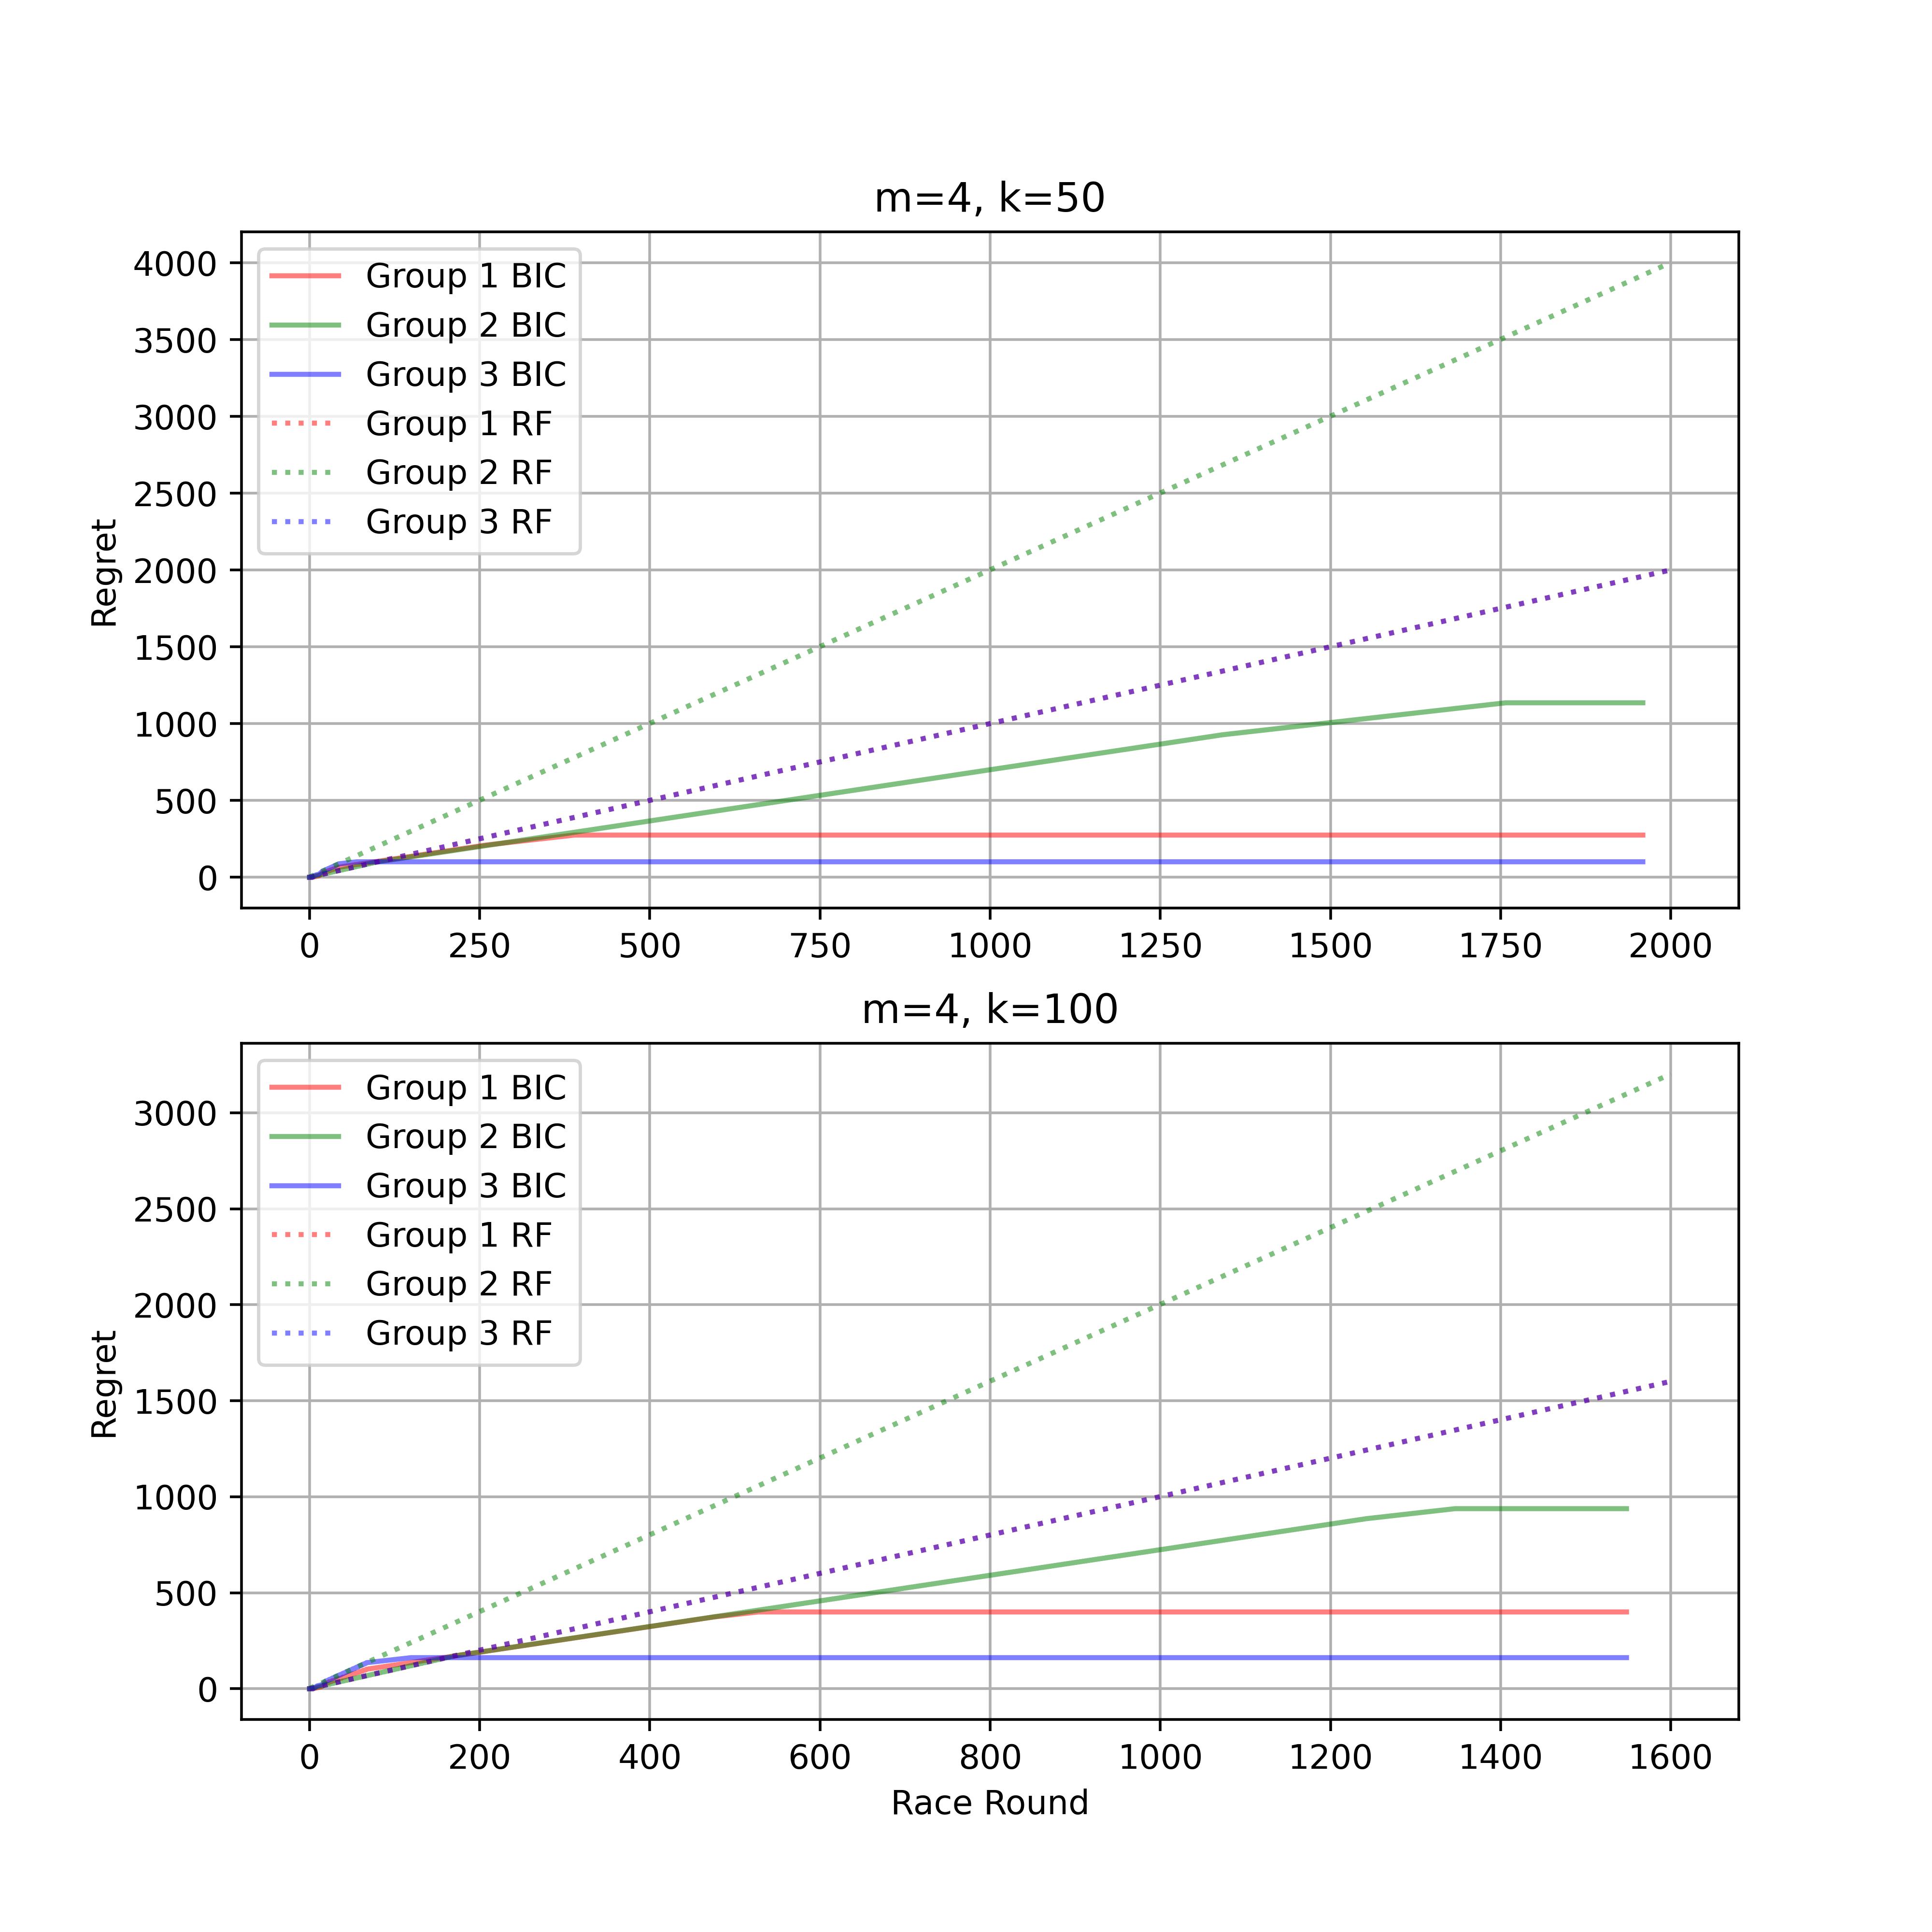 m=4, k=50
4000
3500
3000
2500
2000
1500
1000
500
0
Regret
Group 1 BIC
Group 2 BIC
Group 3 BIC
Group 1 RF
Group 2 RF
Group 3 RF
0 250 500 750 1000 1250 1500 1750 2000
m=4, k=100
3000
2500
2000
1500
1000
500
0
Regret
Group 1 BIC
Group 2 BIC
Group 3 BIC
Group 1 RF
Group 2 RF
Group 3 RF
0 200 400 600 800 1000 1200 1400 1600
Race Round